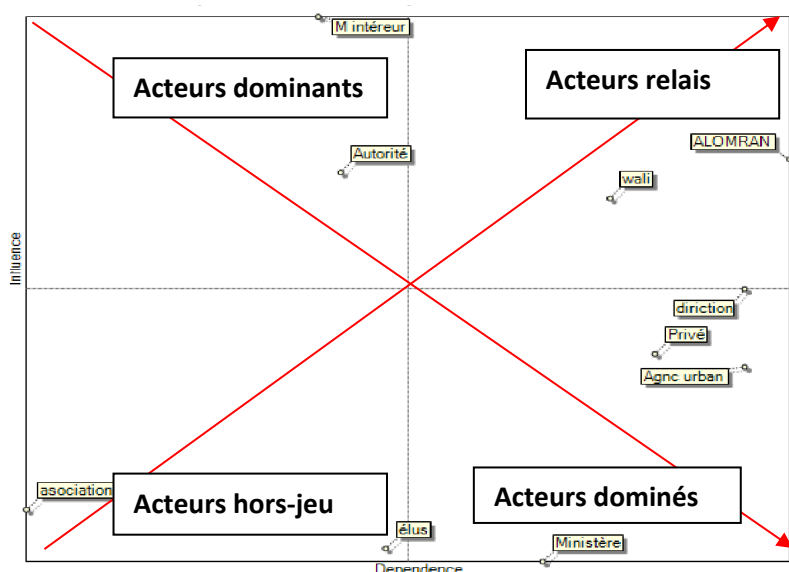 M intéreur
Acteurs dominants
Acteurs relais
ALOMRAN
Autorité
wali
Influence
diriction
Privé
Agnc urban
asociation
Acteurs hors-jeu
Acteurs dominés
élus
Ministère
Dependence